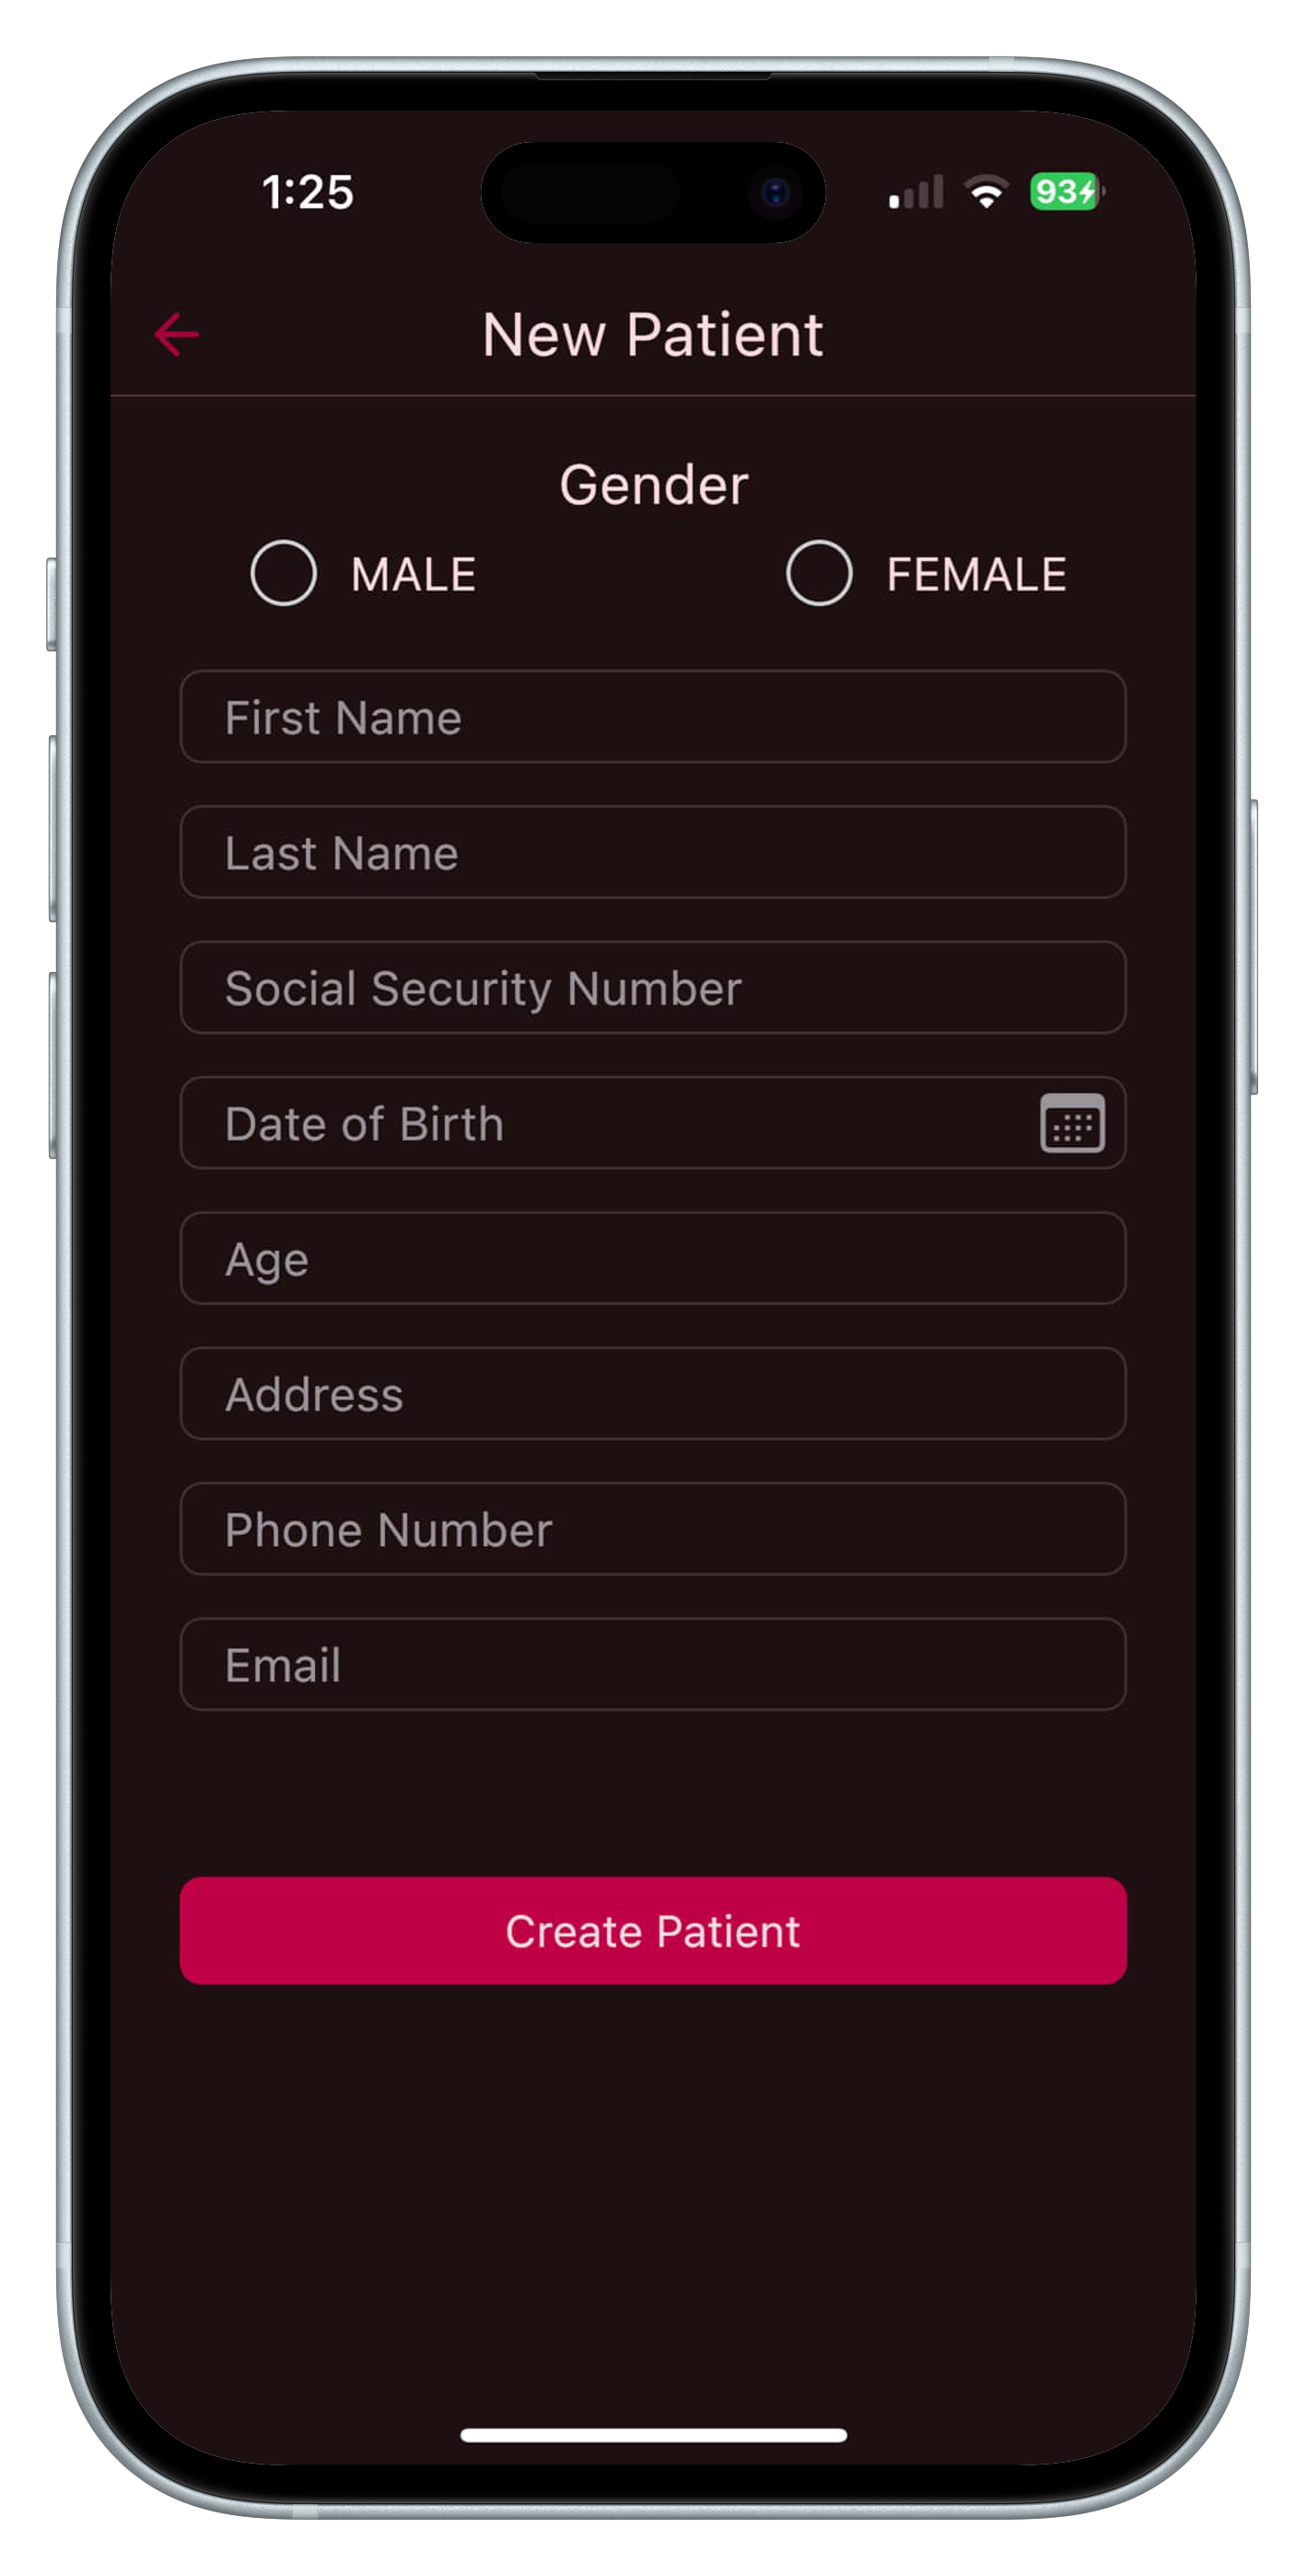 1:25 93
New Patient
Gender
MALE FEMALE
First Name
Last Name
Social Security Number
Date of Birth
Age
Address
Phone Number
Email
Create Patient